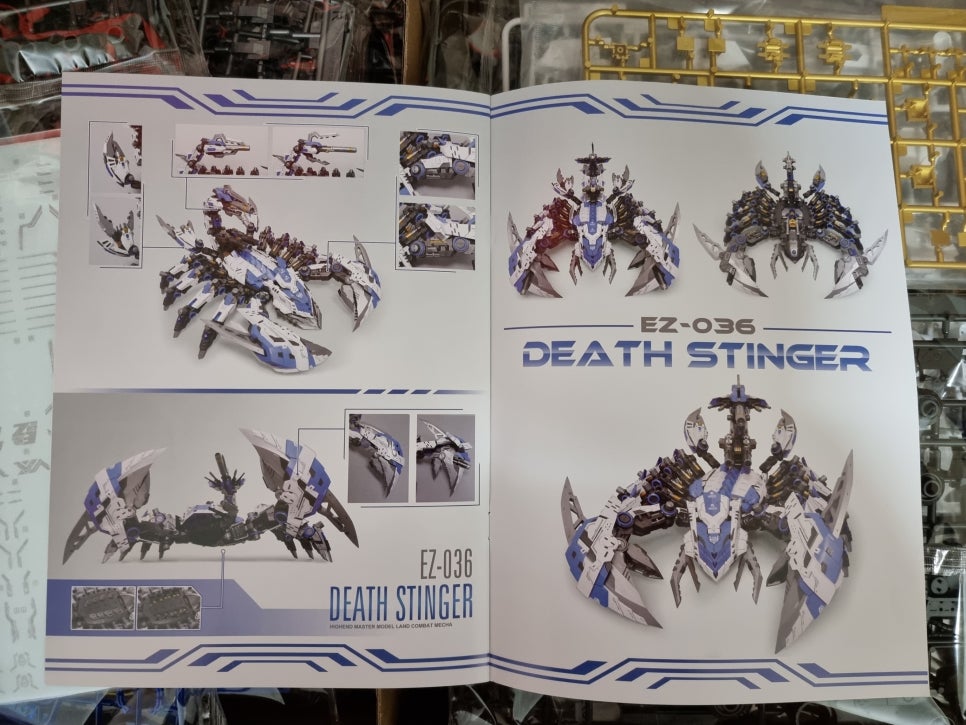 EZ-036
DEATH STINGER
HIGHEND MASTER MODEL LAND COMBAT MECHA
EZ-036
DEATH STINGER